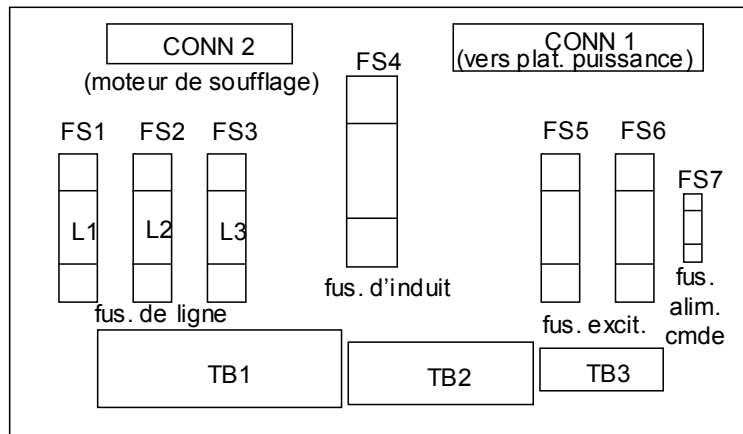 CONN 2
(moteur de soufflage)
CONN 1
(vers plat. puissance)
FS4
FS1
FS2
FS3
FS5
FS6
FS7
L1
L2
L3
fus. de ligne
fus. d'induit
fus. excit.
fus.
alim.
cmde
TB1
TB2
TB3